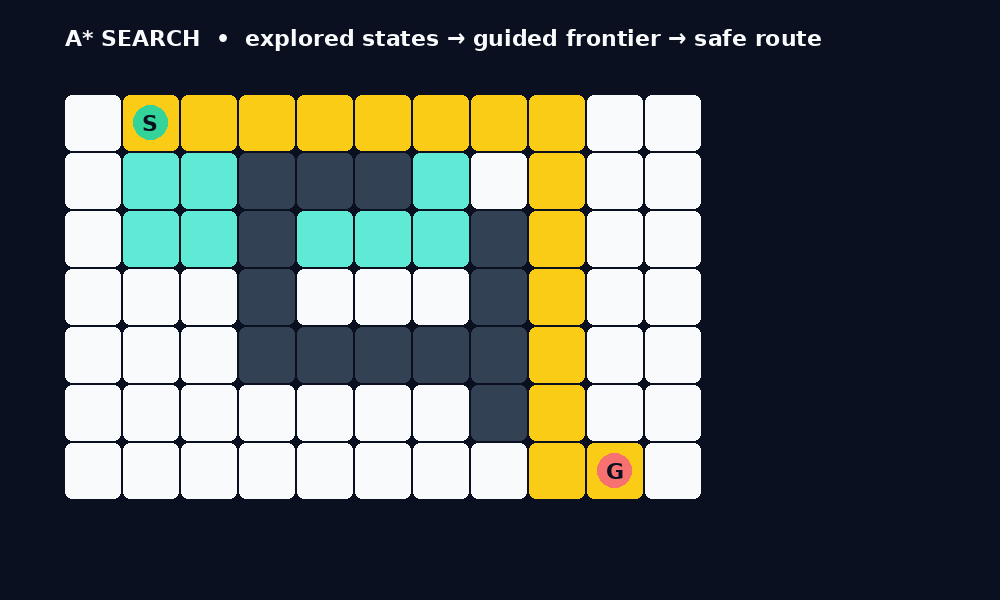 A* SEARCH • explored states → guided frontier → safe route
S
G